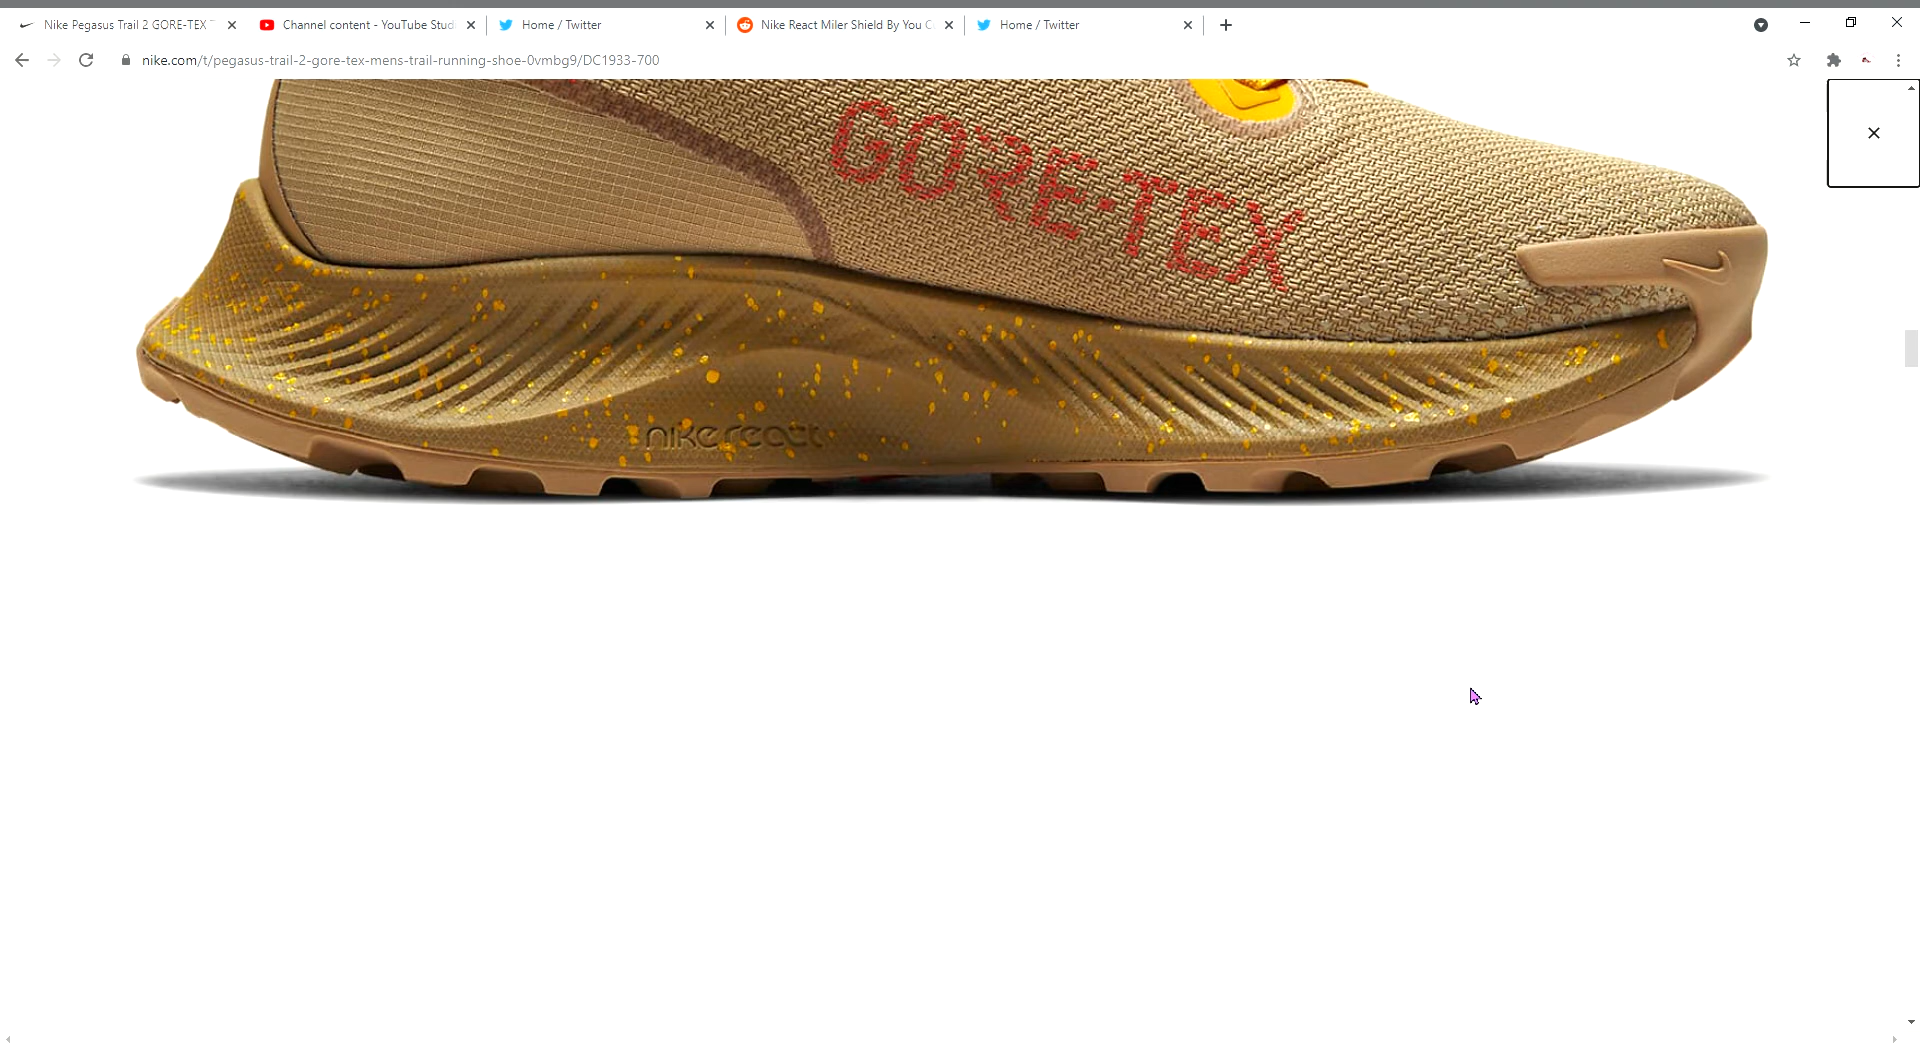 Nike Pegasus Trail 2 GORE-TEX
Channel content - YouTube Stud
Home / Twitter
Nike React Miler Shield By You C
Home / Twitter
nike.com/t/pegasus-trail-2-gore-tex-mens-trail-running-shoe-0vmbg9/DC1933-700
GORE-TEX
nike react